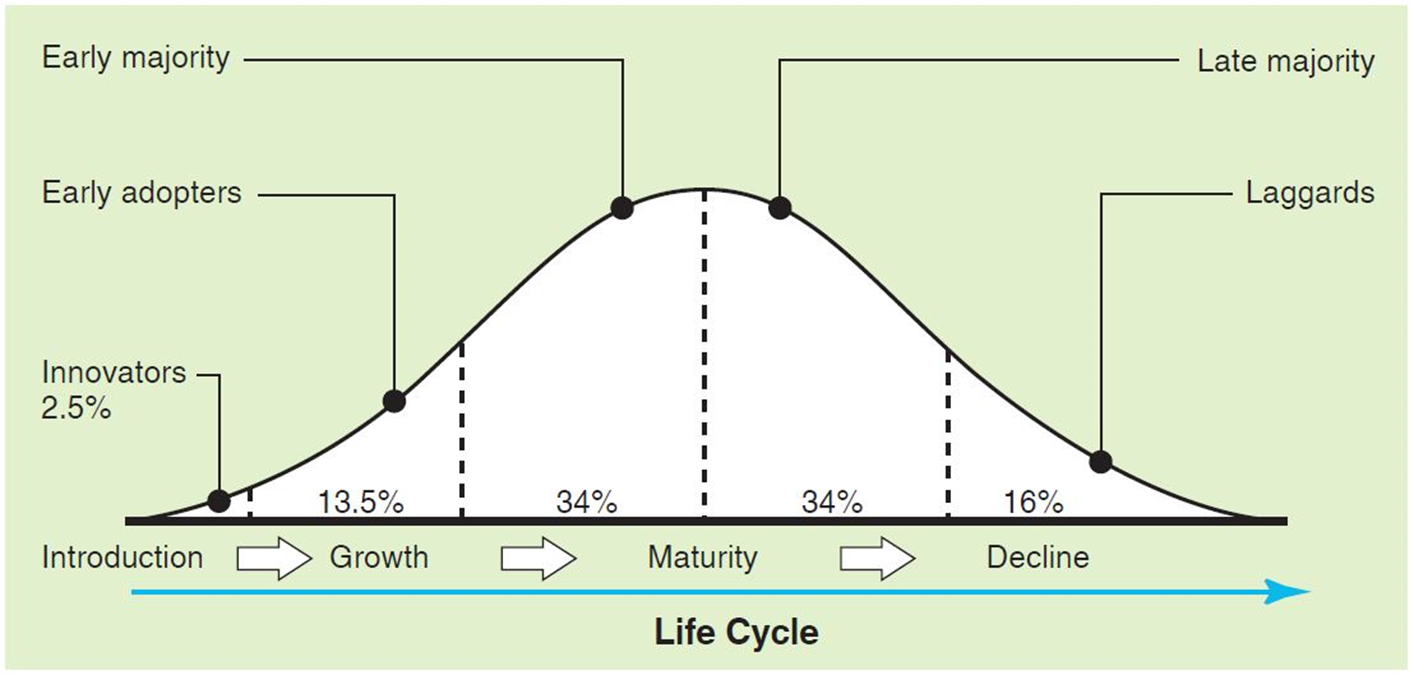 Early majority
Late majority
Early adopters
Laggards
Innovators
2.5%
13.5%
34%
34%
16%
Introduction
Growth
Maturity
Decline
Life Cycle